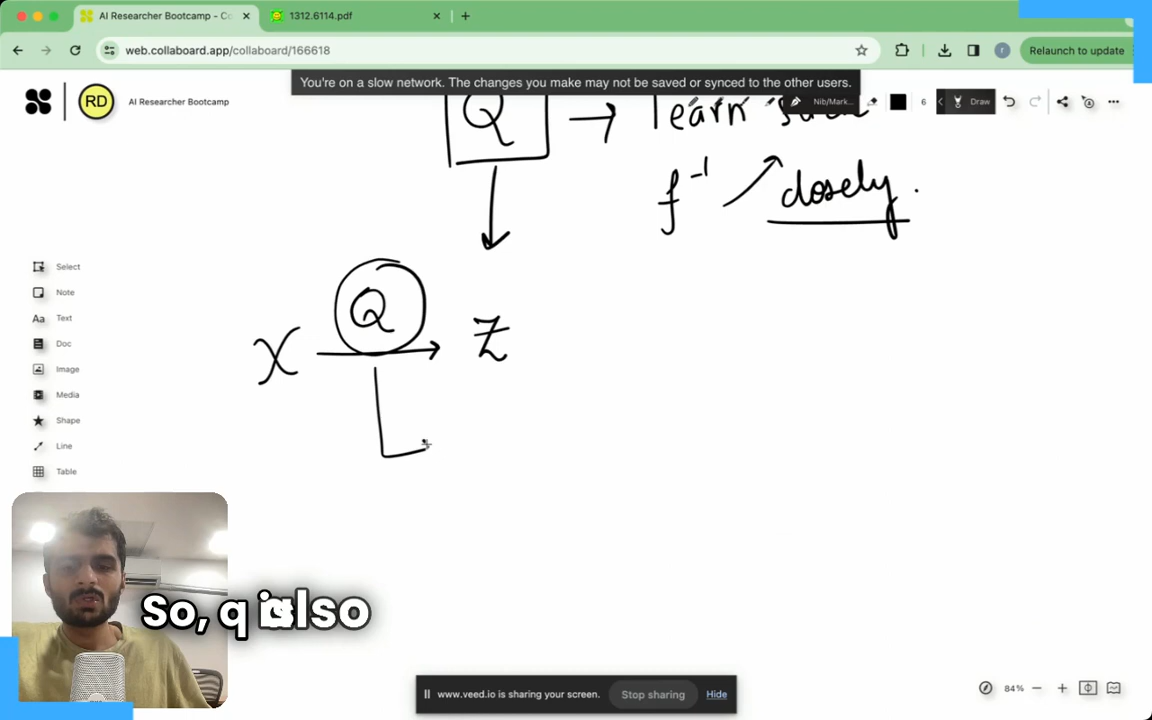 AI Researcher Bootcamp - Co
1312.6114.pdf
web.collaboard.app/collaboard/166618
Relaunch to update
You're on a slow network. The changes you make may not be saved or synced to the other users.
RD
AI Researcher Bootcamp
Nib/Mark...
6
Draw
Q → learn such
f⁻¹ closely.
Select
Note
Text
Doc
Image
Media
Shape
Line
Table
Q
X → Z
So, q is also
www.veed.io is sharing your screen.
Stop sharing
Hide
84%